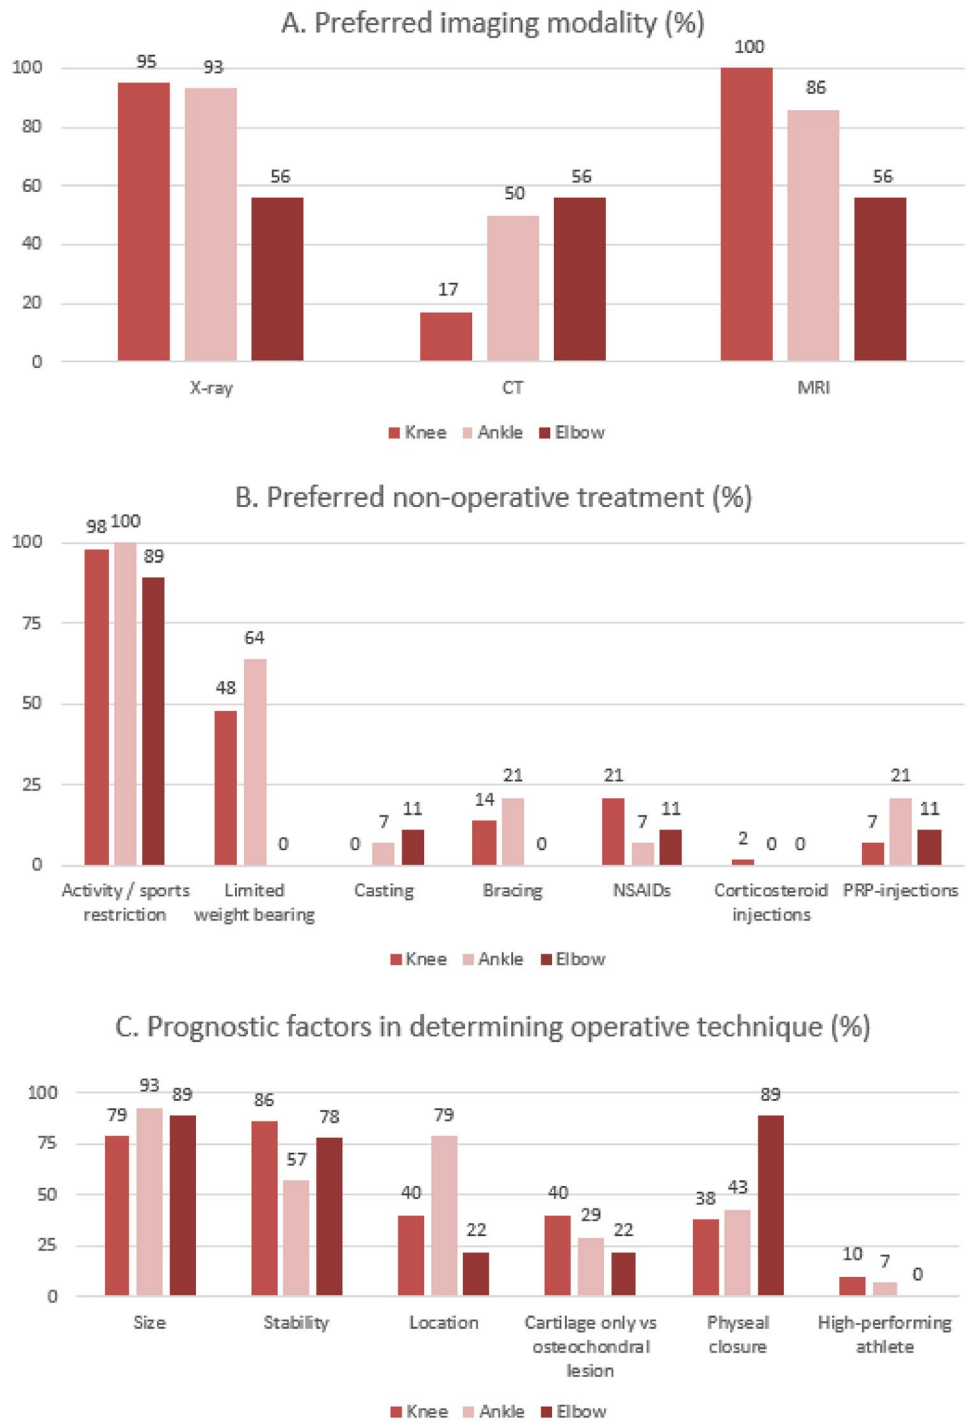 A. Preferred imaging modality (%)
100
80
60
40
20
0
95
93
56
17
50
56
100
86
56
X-ray
CT
MRI
Knee Ankle Elbow
B. Preferred non-operative treatment (%)
100
75
50
25
0
98
100
89
48
64
0
0
7
11
14
21
0
21
7
11
2
0
0
7
21
11
Activity / sports
restriction
Limited
weight bearing
Casting
Bracing
NSAIDs
Corticosteroid
injections
PRP-injections
Knee Ankle Elbow
C. Prognostic factors in determining operative technique (%)
100
75
50
25
0
79
93
89
86
57
78
40
79
22
40
29
22
38
43
89
10
7
0
Size
Stability
Location
Cartilage only vs
osteochondral
lesion
Physeal
closure
High-performing
athlete
Knee Ankle Elbow